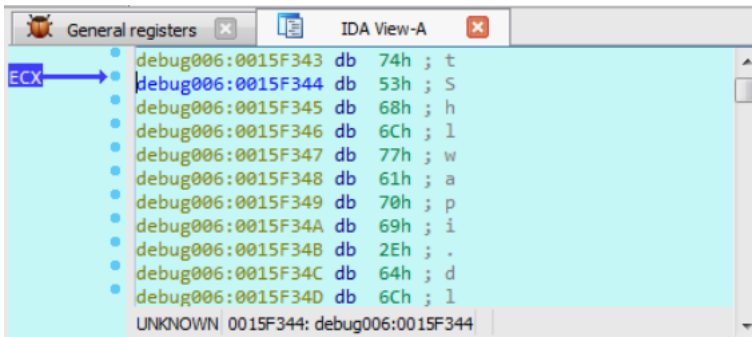 General registers IDA View-A
debug006:0015F343 db 74h ; t
ECX debug006:0015F344 db 53h ; S
debug006:0015F345 db 68h ; h
debug006:0015F346 db 6Ch ; l
debug006:0015F347 db 77h ; w
debug006:0015F348 db 61h ; a
debug006:0015F349 db 70h ; p
debug006:0015F34A db 69h ; i
debug006:0015F34B db 2Eh ; .
debug006:0015F34C db 64h ; d
debug006:0015F34D db 6Ch ; l
UNKNOWN 0015F344: debug006:0015F344